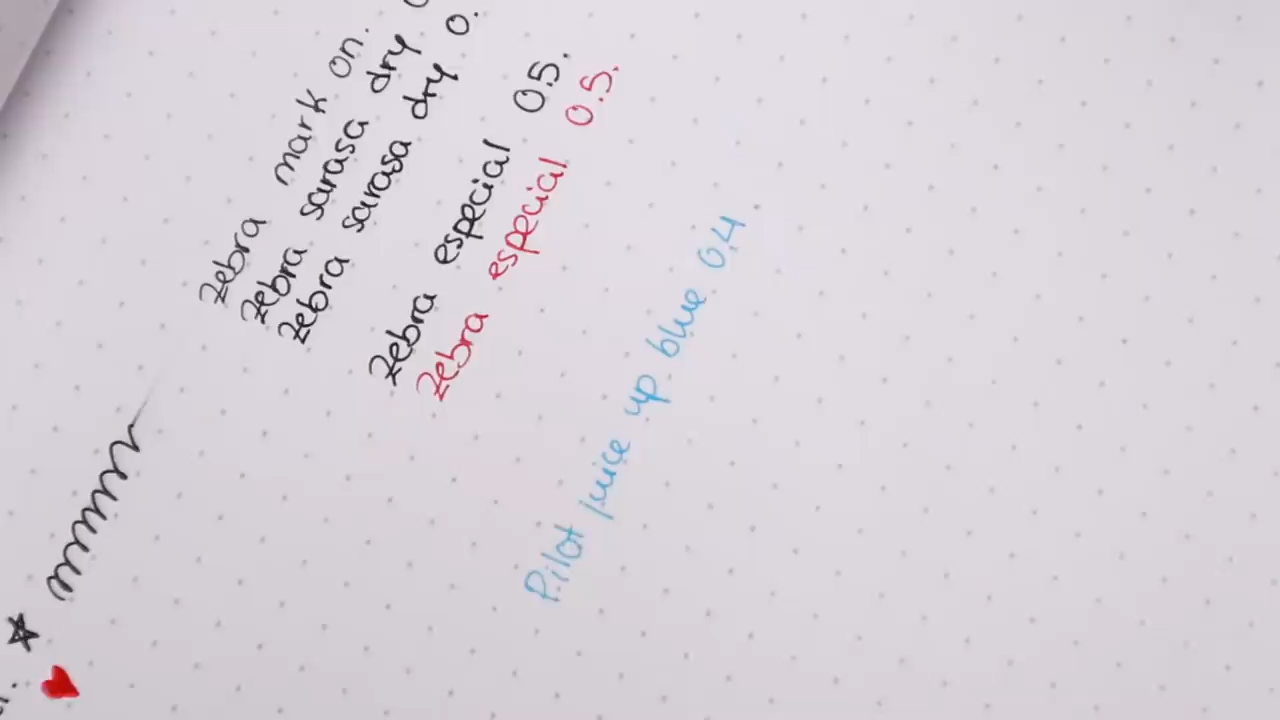 zebra mark on.
zebra sarasa dry
zebra sarasa dry 0.
zebra especial 0.5.
zebra especial 0.5.
Pilot juice up blue 0.4